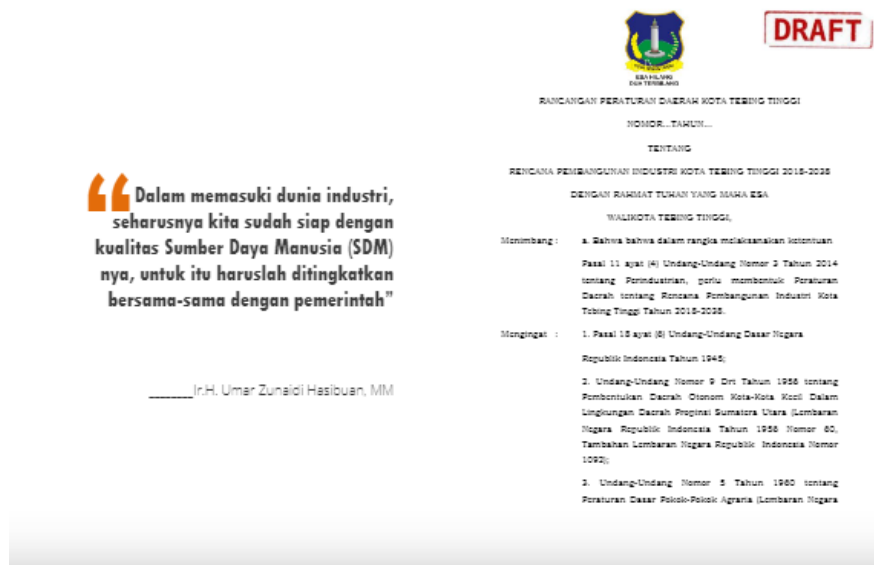 “Dalam memasuki dunia industri,
seharusnya kita sudah siap dengan
kualitas Sumber Daya Manusia (SDM)
nya, untuk itu haruslah ditingkatkan
bersama-sama dengan pemerintah”
________Ir.H. Umar Zunaidi Hasibuan, MM
DRAFT
RANCANGAN PERATURAN DAERAH KOTA TEBING TINGGI
NOMOR...TAHUN...
TENTANG
RENCANA PEMBANGUNAN INDUSTRI KOTA TEBING TINGGI 2018-2038
DENGAN RAHMAT TUHAN YANG MAHA ESA
WALIKOTA TEBING TINGGI,
Menimbang : a. Bahwa bahwa dalam rangka melaksanakan ketentuan
Pasal 11 ayat (4) Undang-Undang Nomor 3 Tahun 2014
tentang Perindustrian, perlu membentuk Peraturan
Daerah tentang Rencana Pembangunan Industri Kota
Tebing Tinggi Tahun 2018-2038.
Mengingat : 1. Pasal 18 ayat (6) Undang-Undang Dasar Negara
Republik Indonesia Tahun 1945;
2. Undang-Undang Nomor 9 Drt Tahun 1956 tentang
Pembentukan Daerah Otonom Kota-Kota Kecil Dalam
Lingkungan Daerah Propinsi Sumatera Utara (Lembaran
Negara Republik Indonesia Tahun 1956 Nomor 60,
Tambahan Lembaran Negara Republik Indonesia Nomor
1092);
3. Undang-Undang Nomor 5 Tahun 1960 tentang
Peraturan Dasar Pokok-Pokok Agraria (Lembaran Negara